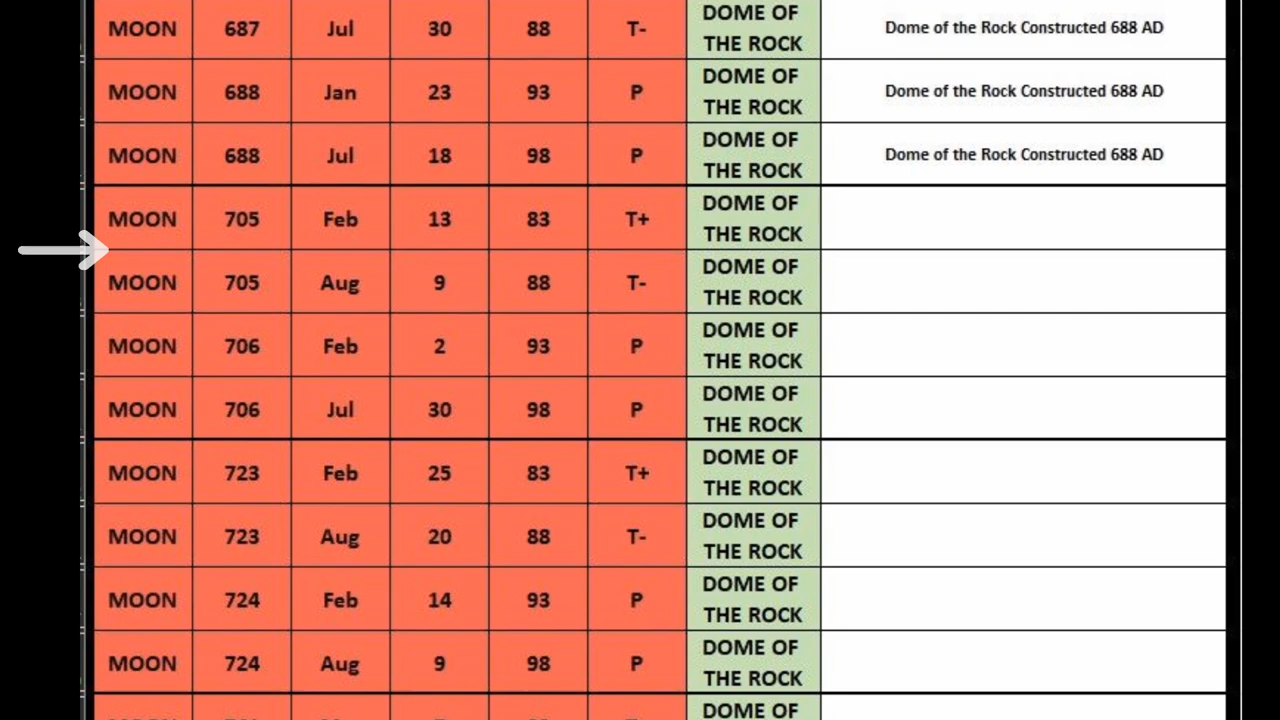 MOON 687 Jul 30 88 T- DOME OF THE ROCK Dome of the Rock Constructed 688 AD
MOON 688 Jan 23 93 P DOME OF THE ROCK Dome of the Rock Constructed 688 AD
MOON 688 Jul 18 98 P DOME OF THE ROCK Dome of the Rock Constructed 688 AD
MOON 705 Feb 13 83 T+ DOME OF THE ROCK
MOON 705 Aug 9 88 T- DOME OF THE ROCK
MOON 706 Feb 2 93 P DOME OF THE ROCK
MOON 706 Jul 30 98 P DOME OF THE ROCK
MOON 723 Feb 25 83 T+ DOME OF THE ROCK
MOON 723 Aug 20 88 T- DOME OF THE ROCK
MOON 724 Feb 14 93 P DOME OF THE ROCK
MOON 724 Aug 9 98 P DOME OF THE ROCK
DOME OF